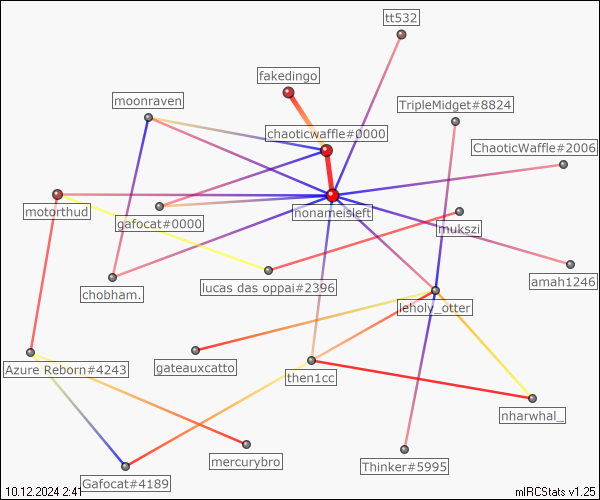 tt532
fakedingo
moonraven
TripleMidget#8824
chaoticwaffle#0000
ChaoticWaffle#2006
motorthud
gafocat#0000
nonameisleft
mukszi
chobham.
lucas das oppai#2396
amah1246
leholy_otter
Azure Reborn#4243
gateauxcatto
then1cc
nharwhal_
mercurybro
Thinker#5995
Gafocat#4189
10.12.2024 2:41
mIRCStats v1.25